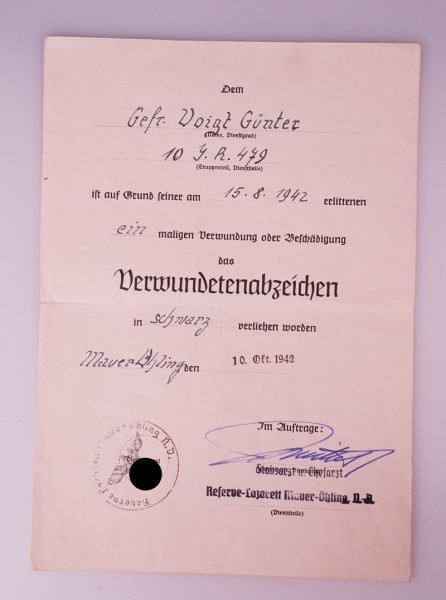 Dem
Gefr. Voigt Günter
(Name, Dienstgrad)
10 J.R. 479
(Truppenteil, Dienststelle)
ist auf Grund seiner am 15.8.1942 erlittenen
ein maligen Verwundung oder Beschädigung
das
Verwundetenabzeichen
in schwarz verliehen worden
Mauer Öhling den 10. Okt. 1942
Im Auftrage:
Stabsarzt u. Chefarzt
Reserve-Lazarett Mauer-Öhling, N.-D.
(Dienststelle)